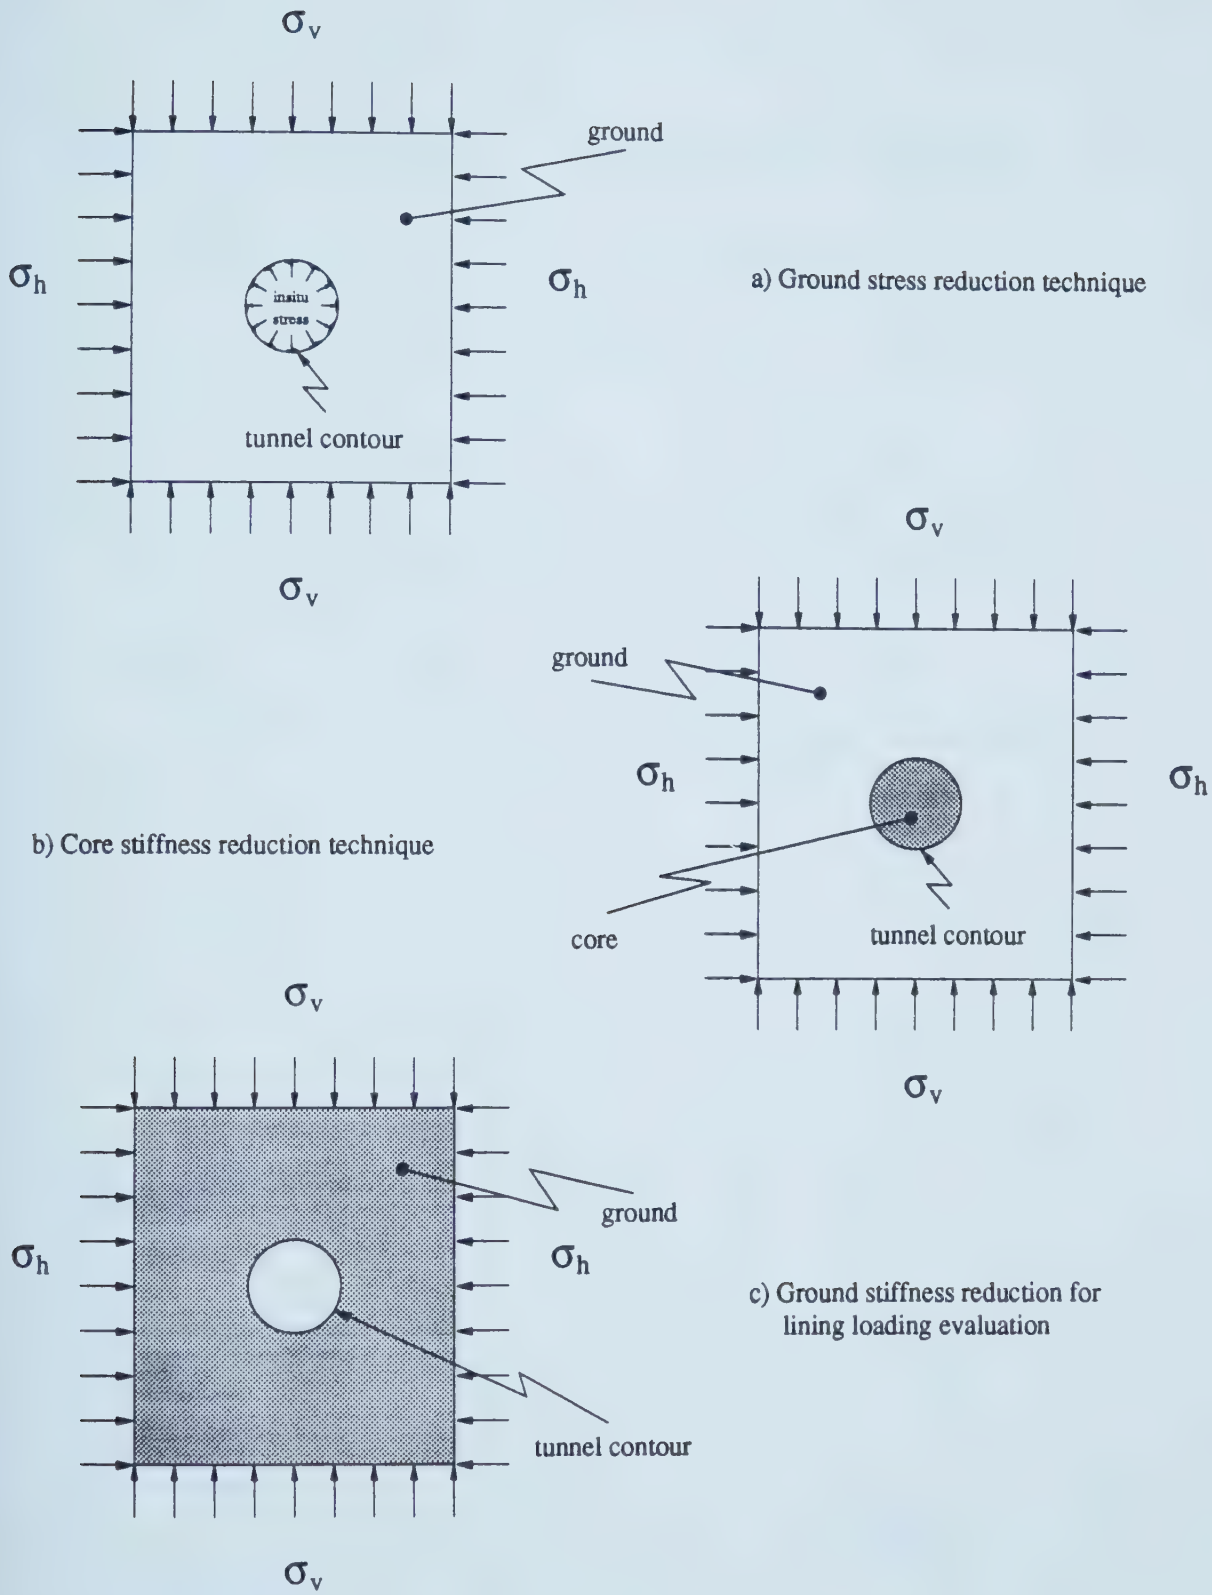 σv
ground
σh
insitu
stress
σh
a) Ground stress reduction technique
tunnel contour
σv
σv
ground
σh
σh
b) Core stiffness reduction technique
core
tunnel contour
σv
σv
ground
σh
σh
c) Ground stiffness reduction for
lining loading evaluation
tunnel contour
σv